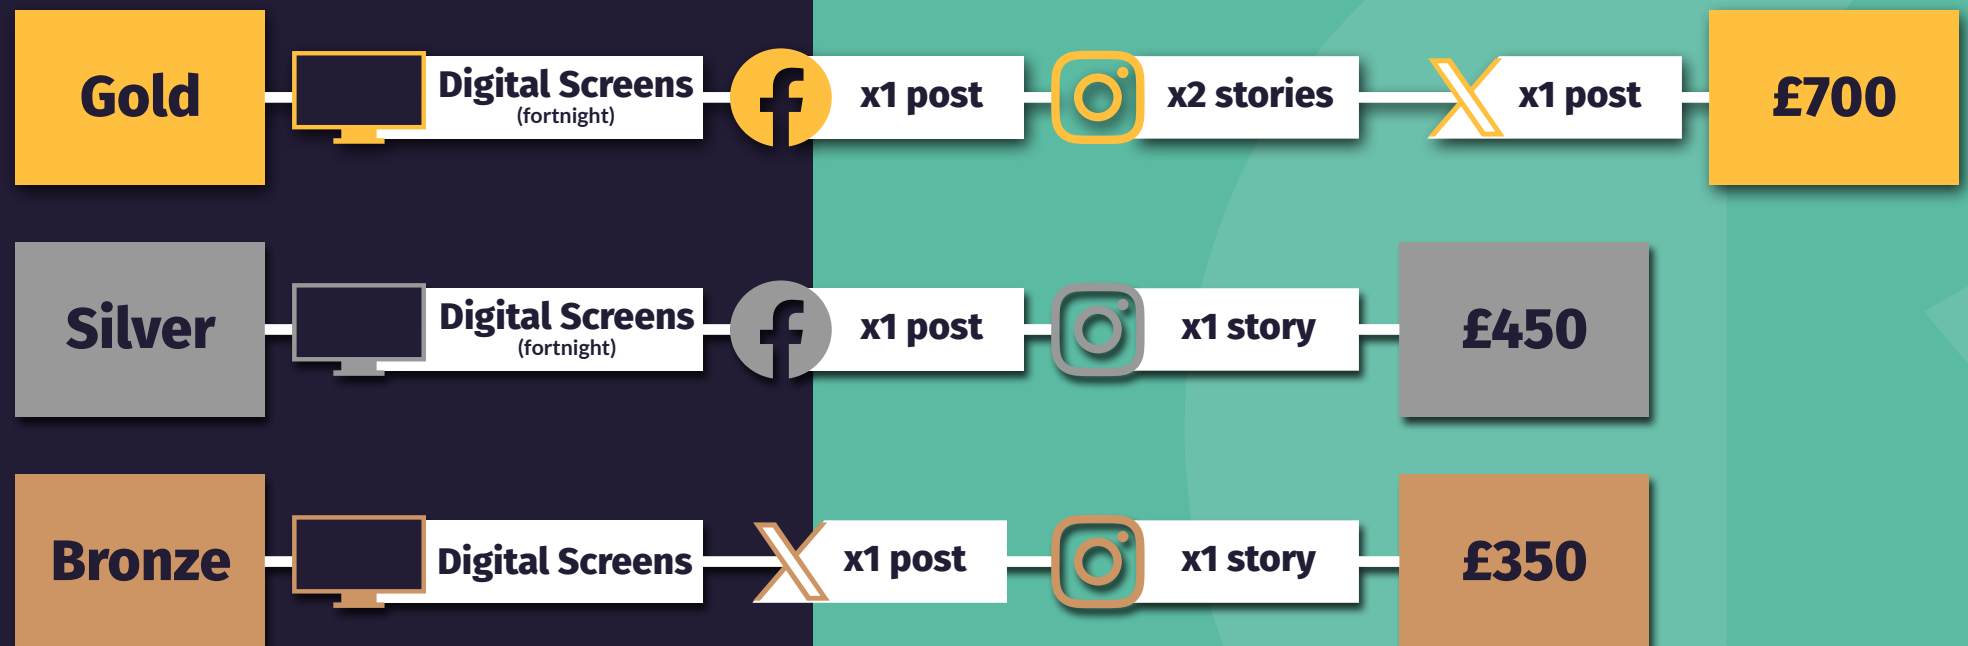 Gold
Digital Screens
(fortnight)
x1 post
x2 stories
x1 post
£700
Silver
Digital Screens
(fortnight)
x1 post
x1 story
£450
Bronze
Digital Screens
x1 post
x1 story
£350